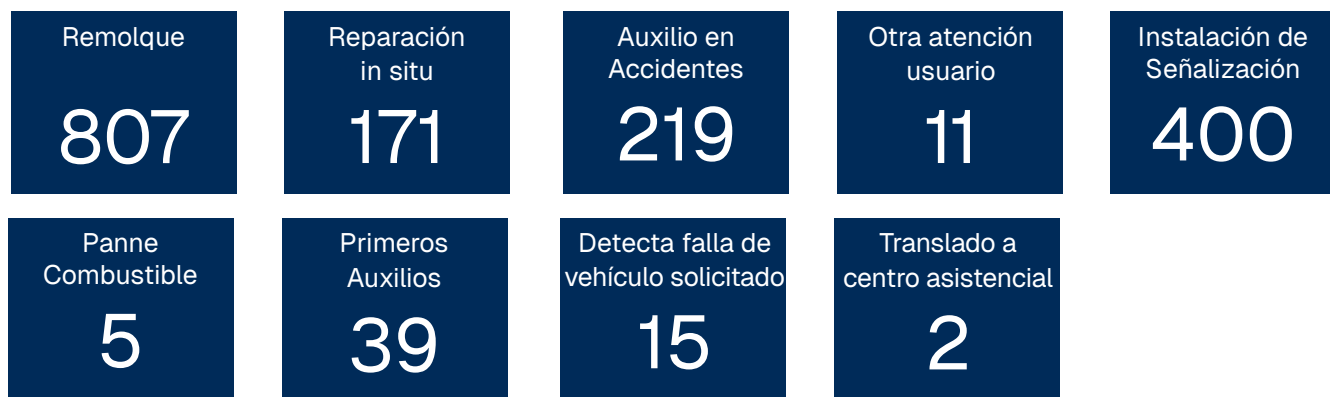 Remolque
807
Reparación
in situ
171
Auxilio en
Accidentes
219
Otra atención
usuario
11
Instalación de
Señalización
400
Panne
Combustible
5
Primeros
Auxilios
39
Detecta falla de
vehículo solicitado
15
Translado a
centro asistencial
2